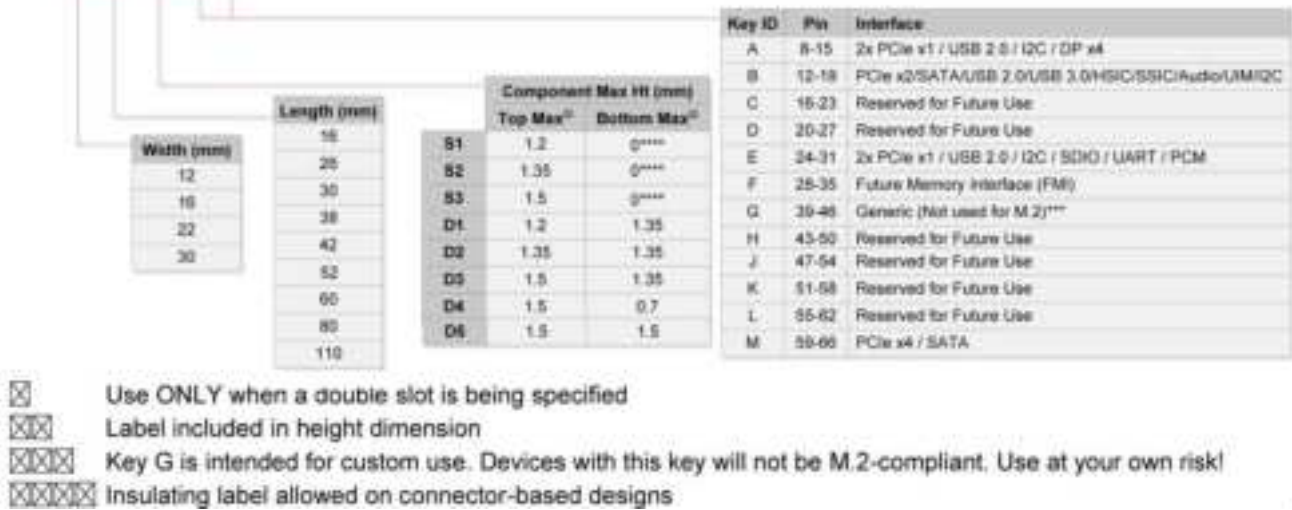 Key ID Pin Interface
A 8-15 2x PCIe x1 / USB 2.0 / I2C / DP x4
B 12-19 PCIe x2/SATA/USB 2.0/USB 3.0/HSIC/SSIC/Audio/UIM/I2C
C 16-23 Reserved for Future Use
D 20-27 Reserved for Future Use
E 24-31 2x PCIe x1 / USB 2.0 / I2C / SDIO / UART / PCM
F 28-35 Future Memory Interface (FMI)
G 39-46 Generic (Not used for M.2)***
H 43-50 Reserved for Future Use
J 47-54 Reserved for Future Use
K 51-58 Reserved for Future Use
L 55-62 Reserved for Future Use
M 59-66 PCIe x4 / SATA
Component Max Ht (mm)
Top Max Bottom Max
S1 1.2 0****
S2 1.35 0****
S3 1.5 0****
D1 1.2 1.35
D2 1.35 1.35
D3 1.5 1.35
D4 1.5 0.7
D5 1.5 1.5
Length (mm)
16
26
30
38
42
52
60
80
110
Width (mm)
12
16
22
30
Use ONLY when a double slot is being specified
Label included in height dimension
Key G is intended for custom use. Devices with this key will not be M.2-compliant. Use at your own risk!
Insulating label allowed on connector-based designs